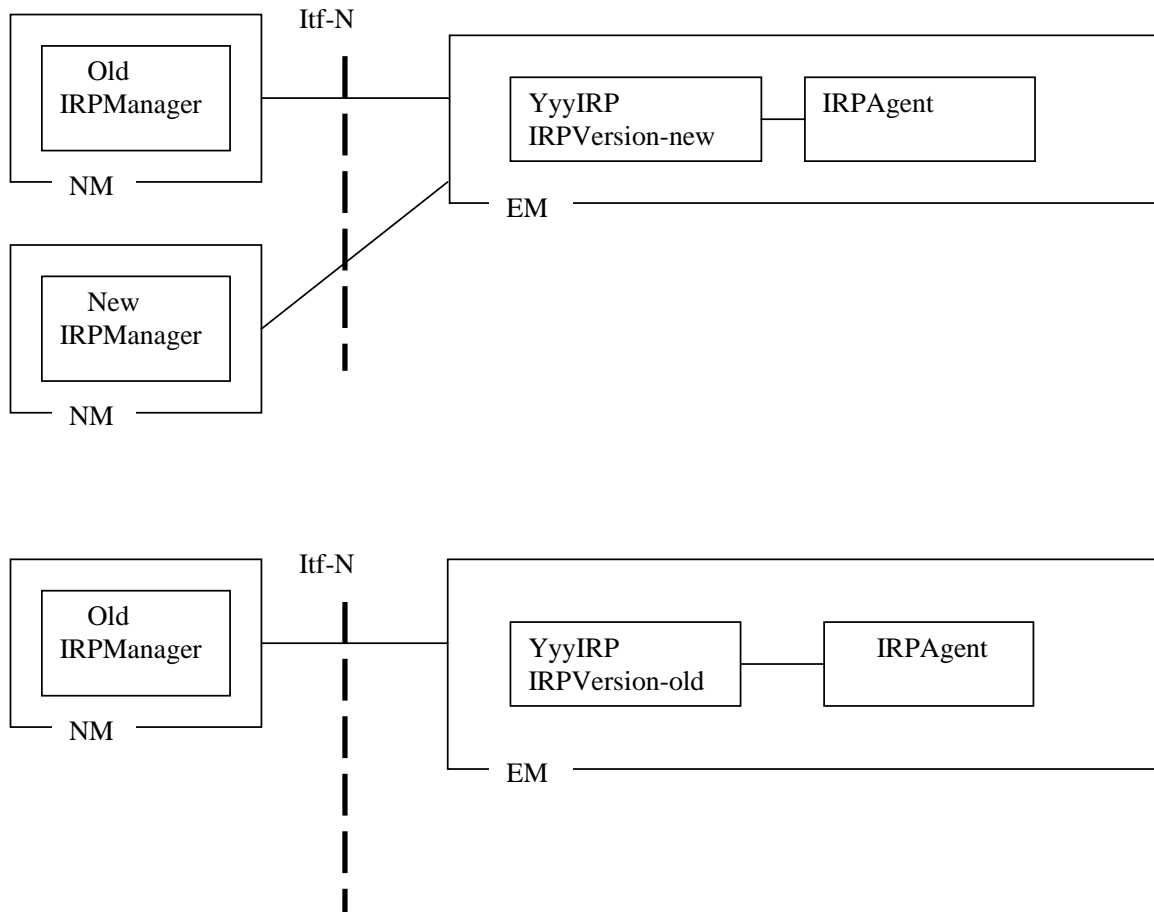 Itf-N
Old
IRPManager
NM
YyyIRP
IRPVersion-new
IRPAgent
EM
New
IRPManager
NM
Itf-N
Old
IRPManager
NM
YyyIRP
IRPVersion-old
IRPAgent
EM